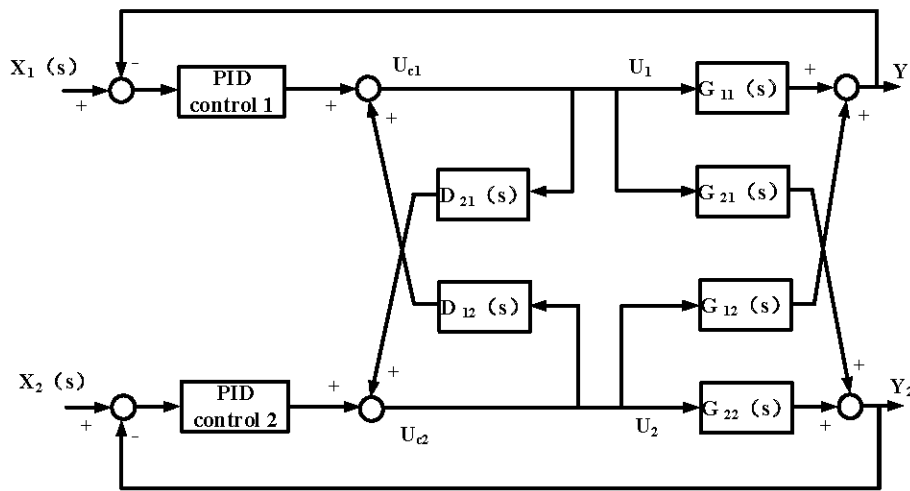 X₁ (s)
-
+
PID
control 1
+
U_c1
+
U₁
G₁₁ (s)
+
Y
+
D₂₁ (s)
G₂₁ (s)
D₁₂ (s)
G₁₂ (s)
X₂ (s)
+
-
PID
control 2
+
+
U_c2
U₂
G₂₂ (s)
+
+
Y₂